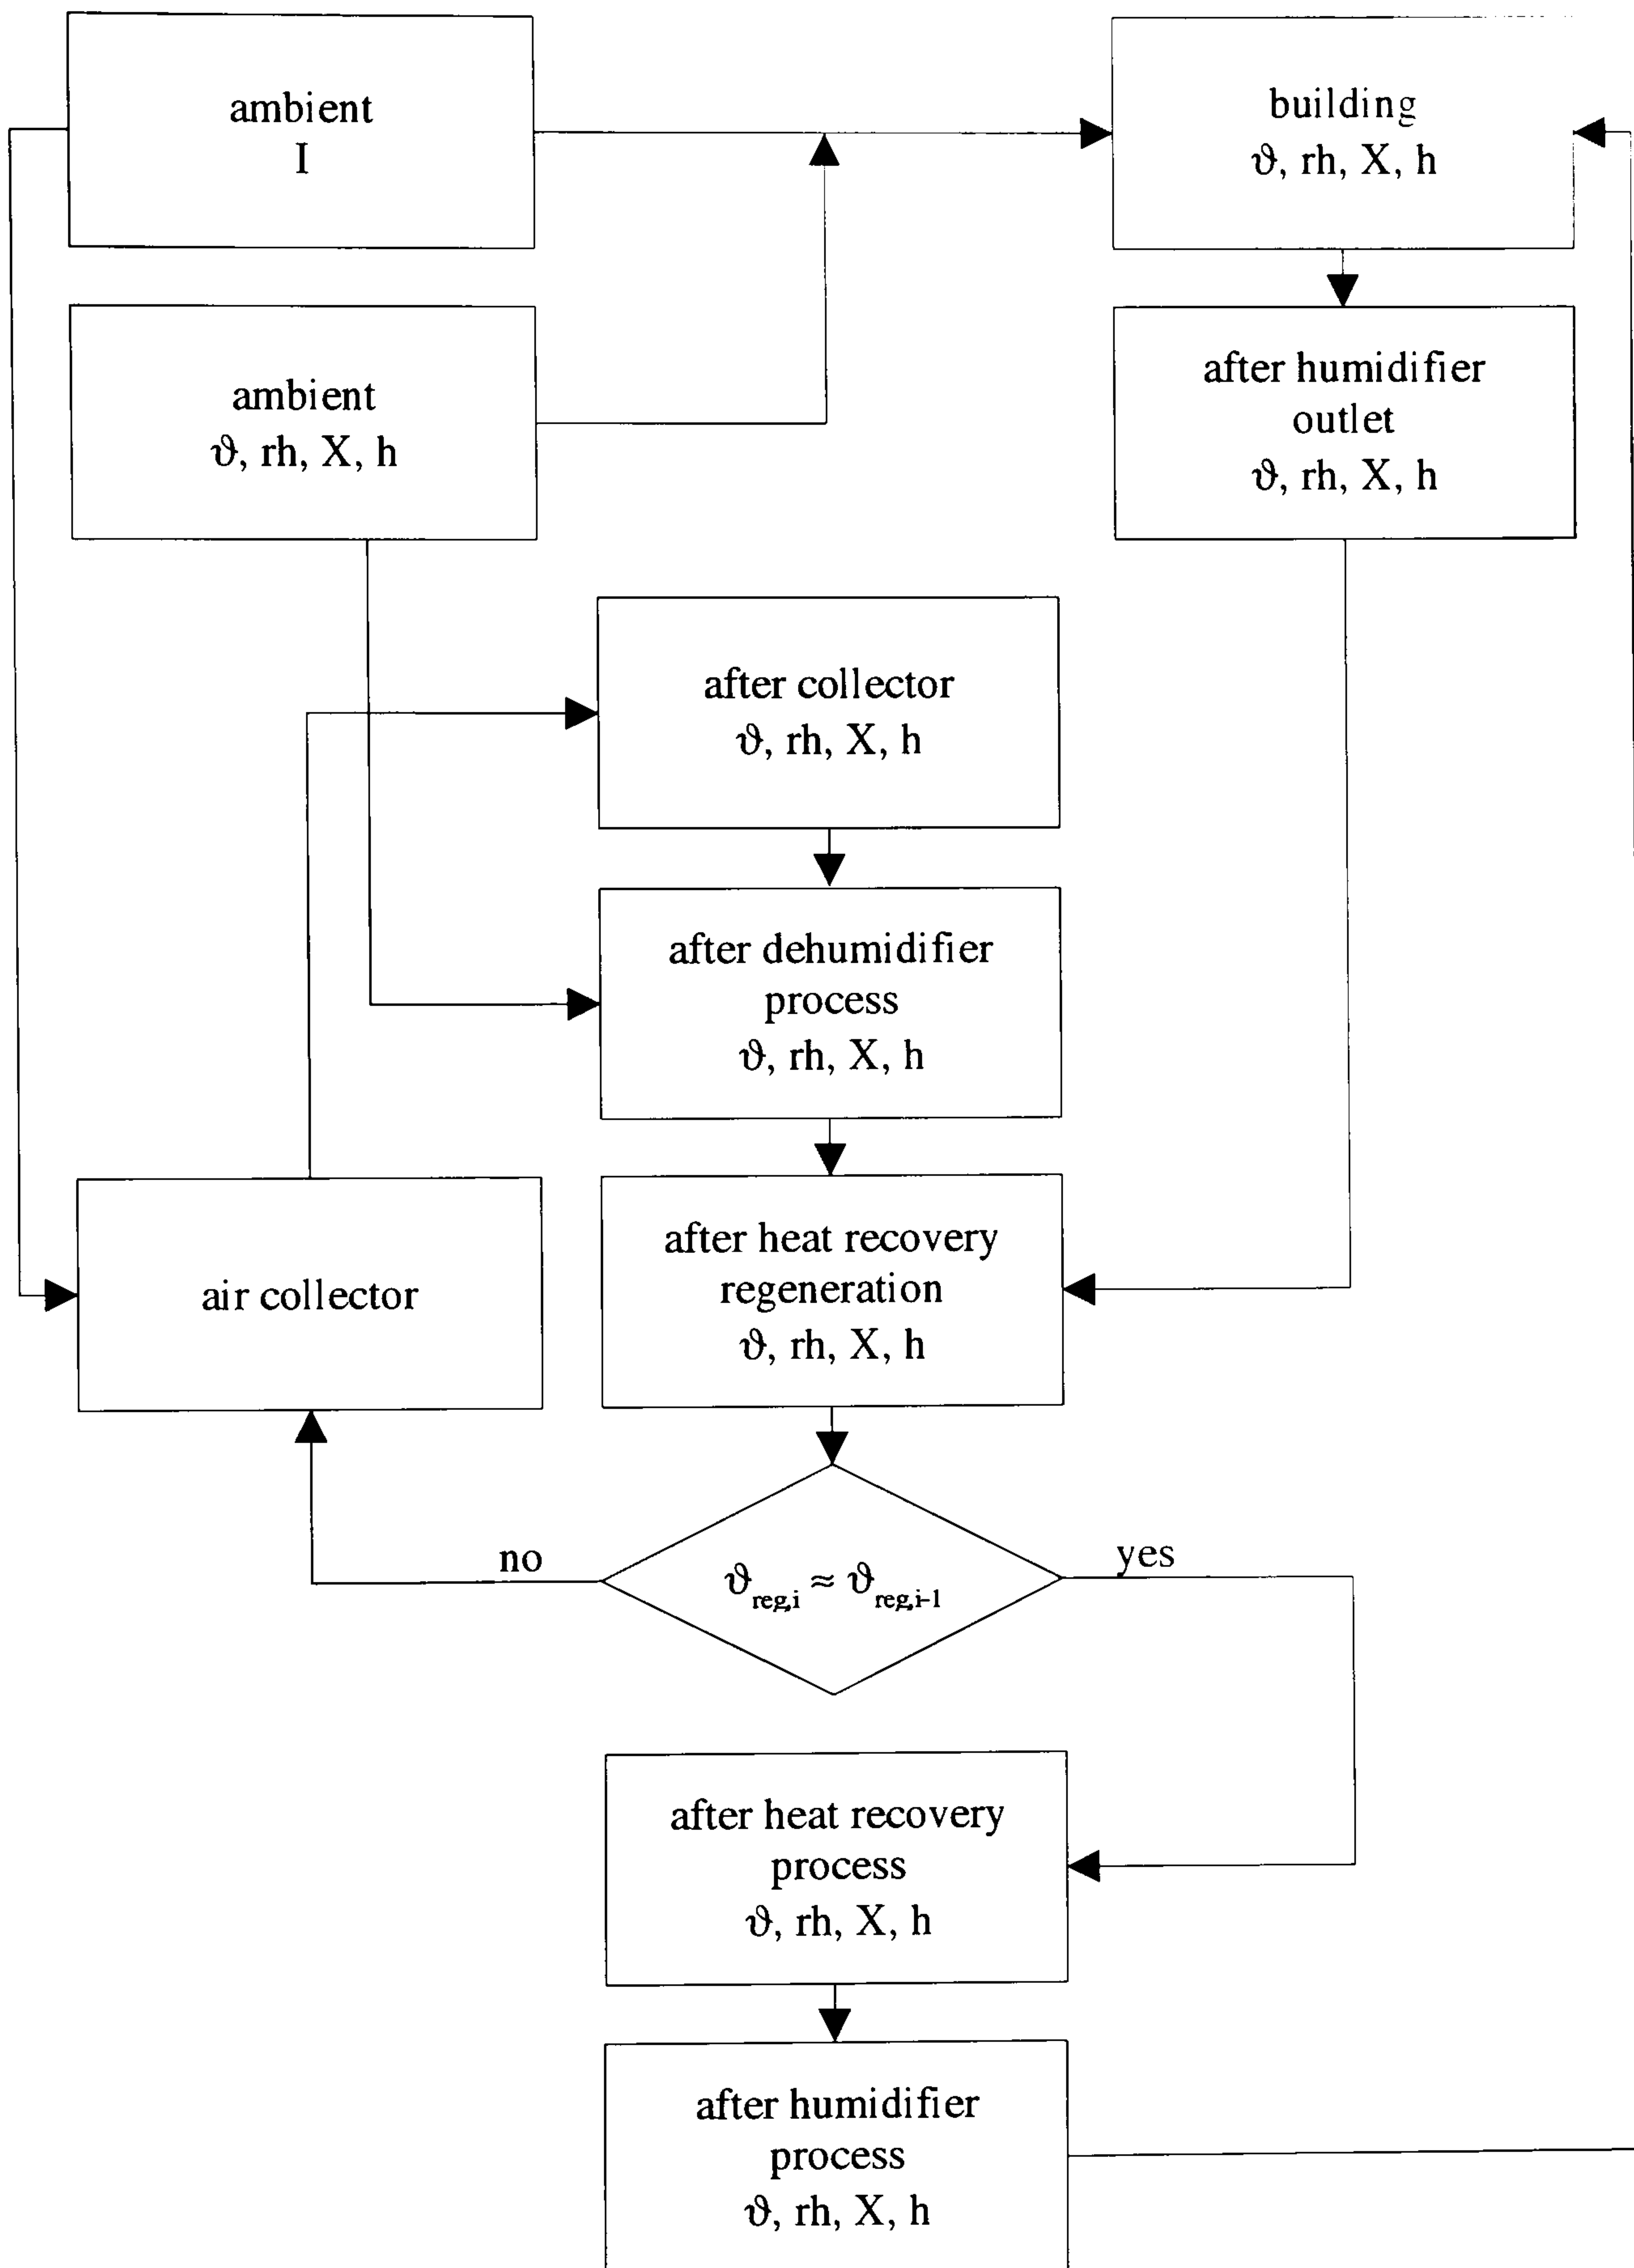 ambient
I
building
ϑ, rh, X, h
ambient
ϑ, rh, X, h
after humidifier
outlet
ϑ, rh, X, h
after collector
ϑ, rh, X, h
after dehumidifier
process
ϑ, rh, X, h
after heat recovery
regeneration
ϑ, rh, X, h
air collector
no
ϑreg,i ≈ ϑreg,i-1
yes
after heat recovery
process
ϑ, rh, X, h
after humidifier
process
ϑ, rh, X, h